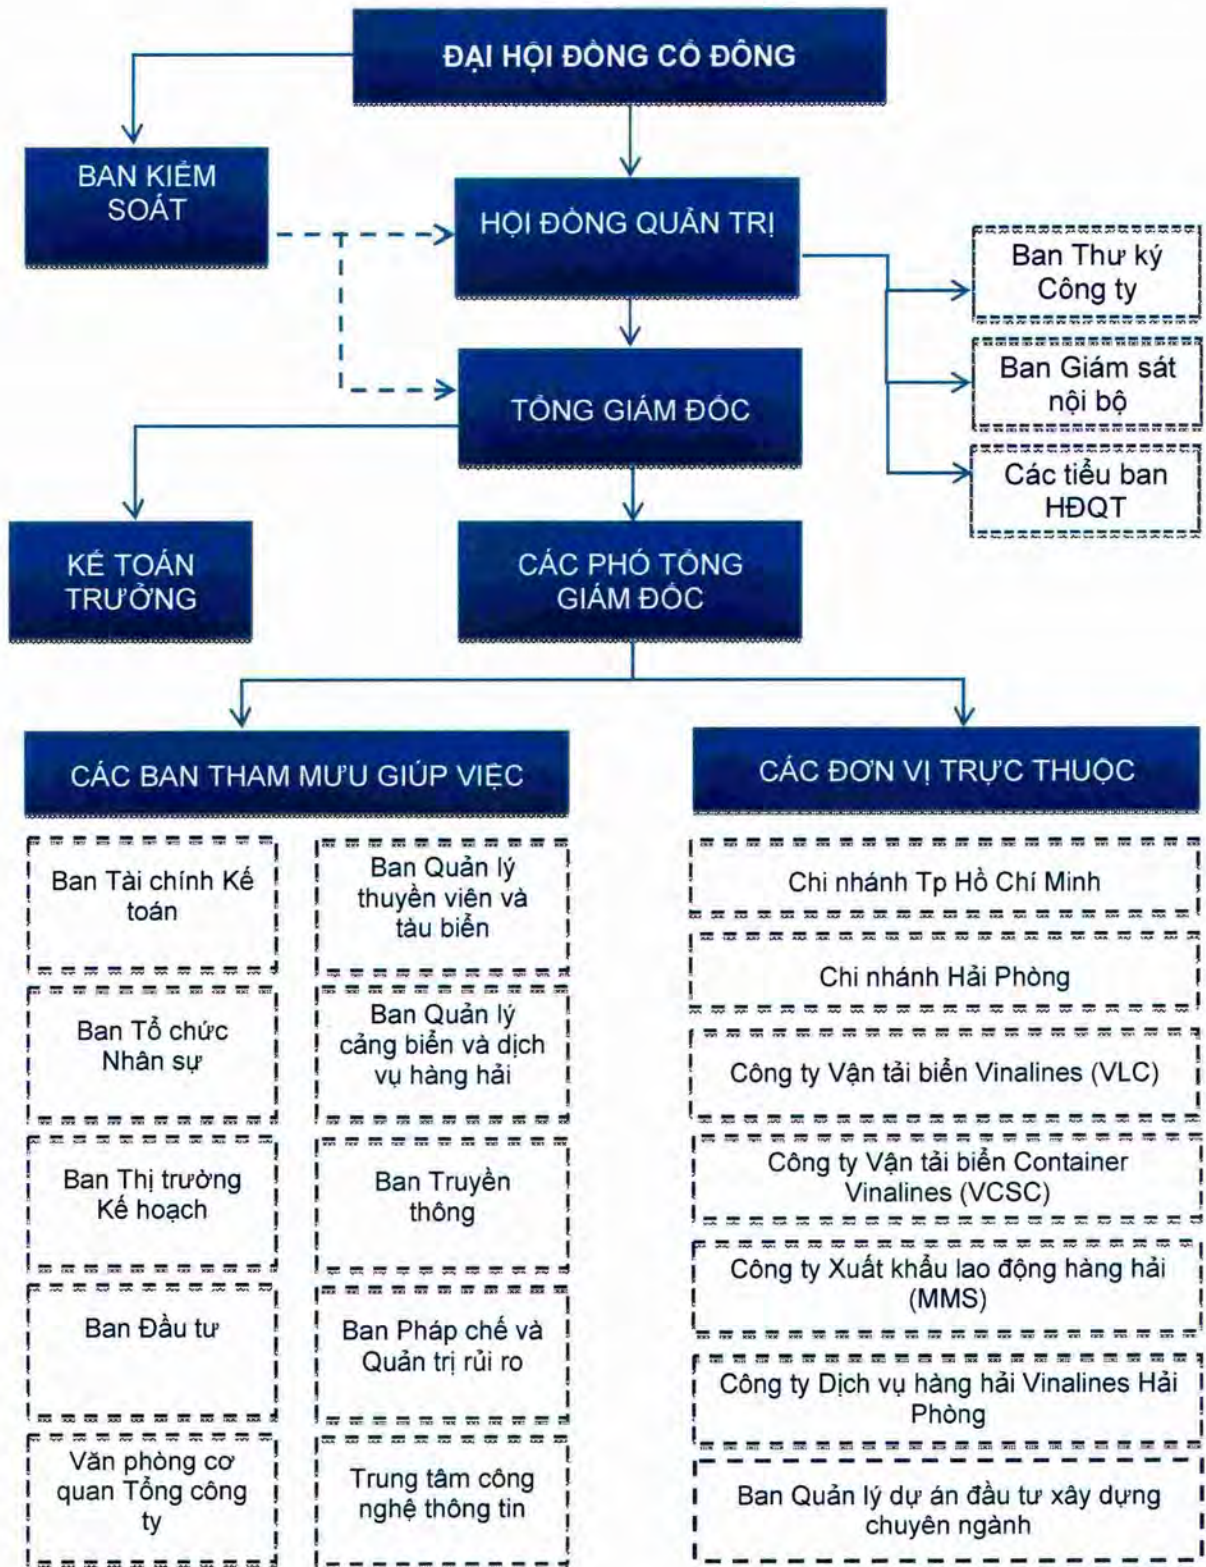 ĐẠI HỘI ĐỒNG CỔ ĐÔNG
BAN KIỂM
SOÁT
HỘI ĐỒNG QUẢN TRỊ
Ban Thư ký
Công ty
Ban Giám sát
nội bộ
Các tiểu ban
HĐQT
TỔNG GIÁM ĐỐC
KẾ TOÁN
TRƯỞNG
CÁC PHÓ TỔNG
GIÁM ĐỐC
CÁC BAN THAM MƯU GIÚP VIỆC
Ban Tài chính Kế
toán
Ban Quản lý
thuyền viên và
tàu biển
Ban Tổ chức
Nhân sự
Ban Quản lý
cảng biển và dịch
vụ hàng hải
Ban Thị trường
Kế hoạch
Ban Truyền
thông
Ban Đầu tư
Ban Pháp chế và
Quản trị rủi ro
Văn phòng cơ
quan Tổng công
ty
Trung tâm công
nghệ thông tin
CÁC ĐƠN VỊ TRỰC THUỘC
Chi nhánh Tp Hồ Chí Minh
Chi nhánh Hải Phòng
Công ty Vận tải biển Vinalines (VLC)
Công ty Vận tải biển Container
Vinalines (VCSC)
Công ty Xuất khẩu lao động hàng hải
(MMS)
Công ty Dịch vụ hàng hải Vinalines Hải
Phòng
Ban Quản lý dự án đầu tư xây dựng
chuyên ngành